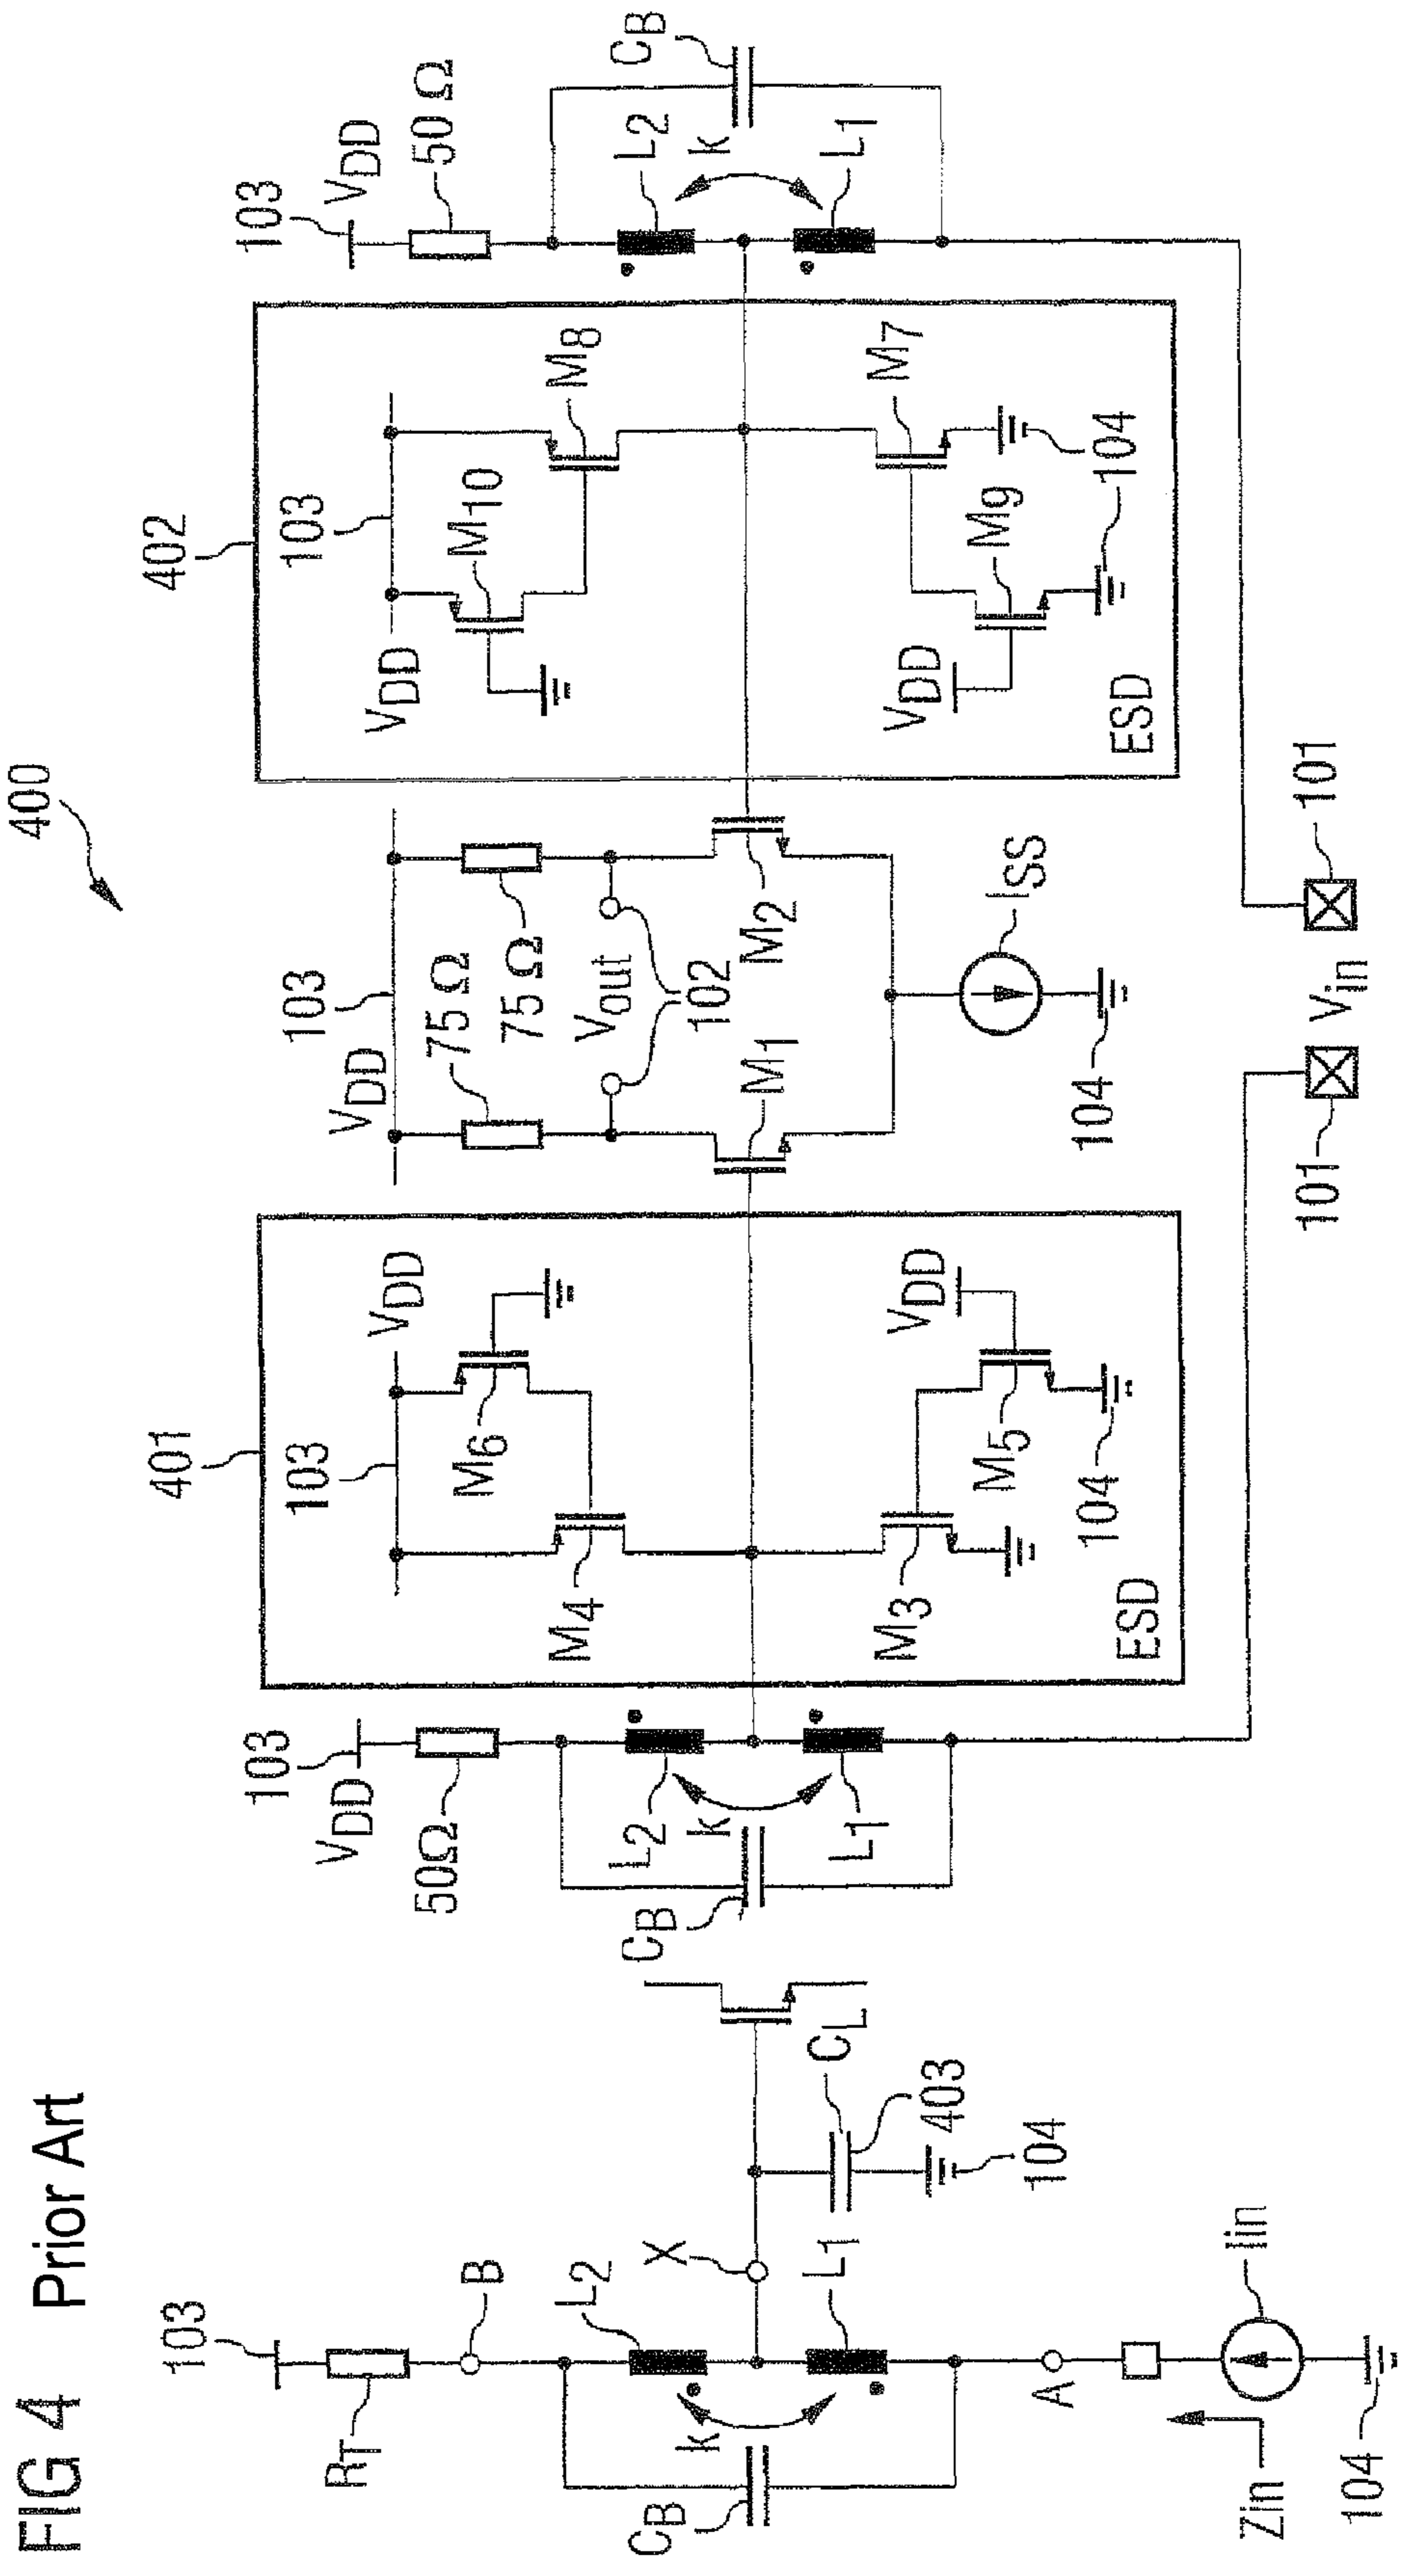 FIG 4 Prior Art
400
103
RT
B
L2
k
CB
X
L1
CL
403
104
A
Zin
Iin
104
103
VDD
50Ω
L2
k
CB
L1
401
103
VDD
M6
M4
M3
M5
VDD
104
ESD
103
VDD
75 Ω
75 Ω
Vout
102
M1
M2
ISS
104
101
Vin
101
402
103
VDD
M10
M8
M7
M9
VDD
104
ESD
103
VDD
50 Ω
L2
k
CB
L1